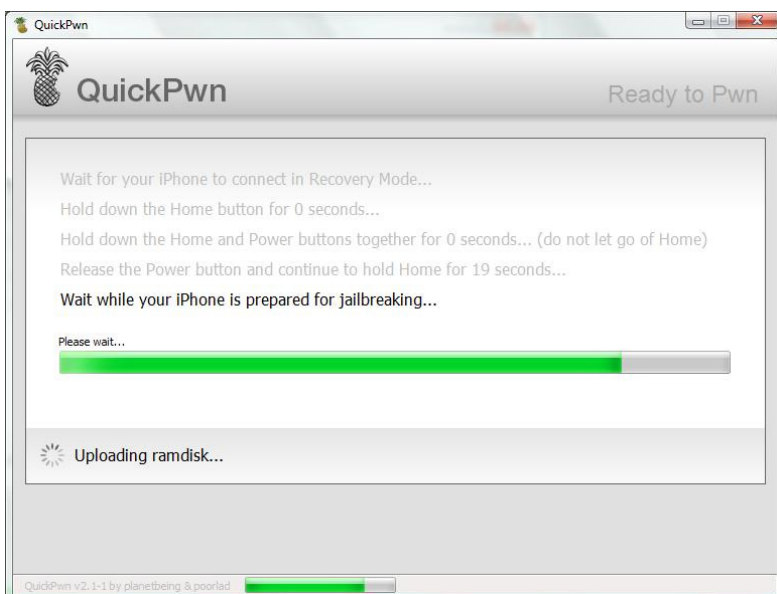 QuickPwn
QuickPwn
Ready to Pwn
Wait for your iPhone to connect in Recovery Mode...
Hold down the Home button for 0 seconds...
Hold down the Home and Power buttons together for 0 seconds... (do not let go of Home)
Release the Power button and continue to hold Home for 19 seconds...
Wait while your iPhone is prepared for jailbreaking...
Please wait...
Uploading ramdisk...
QuickPwn v2.1-1 by planetbeing & poorlad